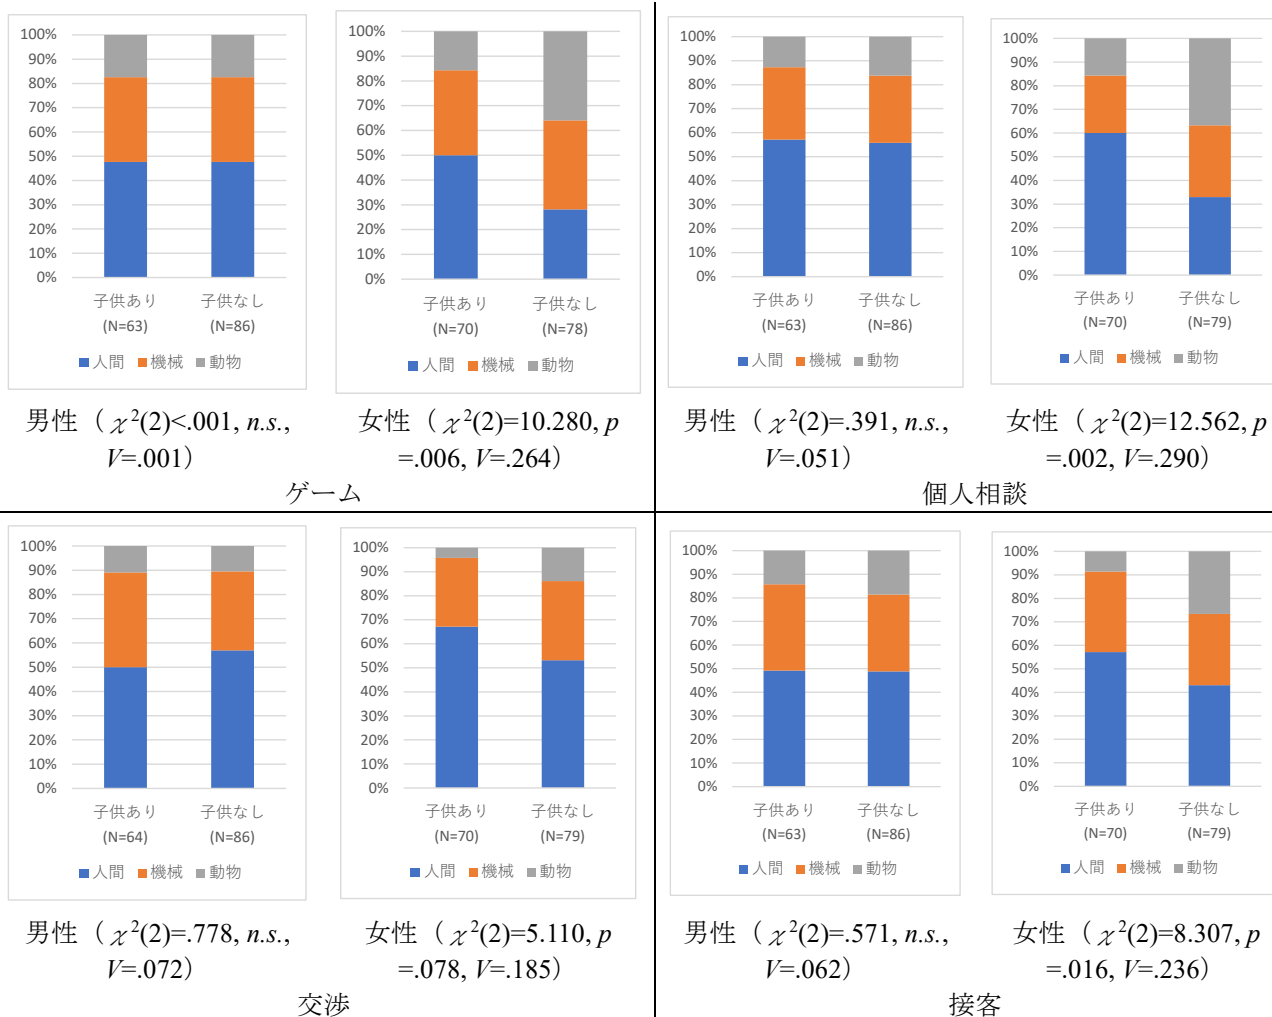 100%
90%
80%
70%
60%
50%
40%
30%
20%
10%
0%
子供あり 子供なし
(N=63) (N=86)
人間 機械 動物
男性（χ²(2)<.001, n.s.,
V=.001）
100%
90%
80%
70%
60%
50%
40%
30%
20%
10%
0%
子供あり 子供なし
(N=70) (N=78)
人間 機械 動物
女性（χ²(2)=10.280, p
=.006, V=.264）
ゲーム
100%
90%
80%
70%
60%
50%
40%
30%
20%
10%
0%
子供あり 子供なし
(N=63) (N=86)
人間 機械 動物
男性（χ²(2)=.391, n.s.,
V=.051）
100%
90%
80%
70%
60%
50%
40%
30%
20%
10%
0%
子供あり 子供なし
(N=70) (N=79)
人間 機械 動物
女性（χ²(2)=12.562, p
=.002, V=.290）
個人相談
100%
90%
80%
70%
60%
50%
40%
30%
20%
10%
0%
子供あり 子供なし
(N=64) (N=86)
人間 機械 動物
男性（χ²(2)=.778, n.s.,
V=.072）
100%
90%
80%
70%
60%
50%
40%
30%
20%
10%
0%
子供あり 子供なし
(N=70) (N=79)
人間 機械 動物
女性（χ²(2)=5.110, p
=.078, V=.185）
交渉
100%
90%
80%
70%
60%
50%
40%
30%
20%
10%
0%
子供あり 子供なし
(N=63) (N=86)
人間 機械 動物
男性（χ²(2)=.571, n.s.,
V=.062）
100%
90%
80%
70%
60%
50%
40%
30%
20%
10%
0%
子供あり 子供なし
(N=70) (N=79)
人間 機械 動物
女性（χ²(2)=8.307, p
=.016, V=.236）
接客